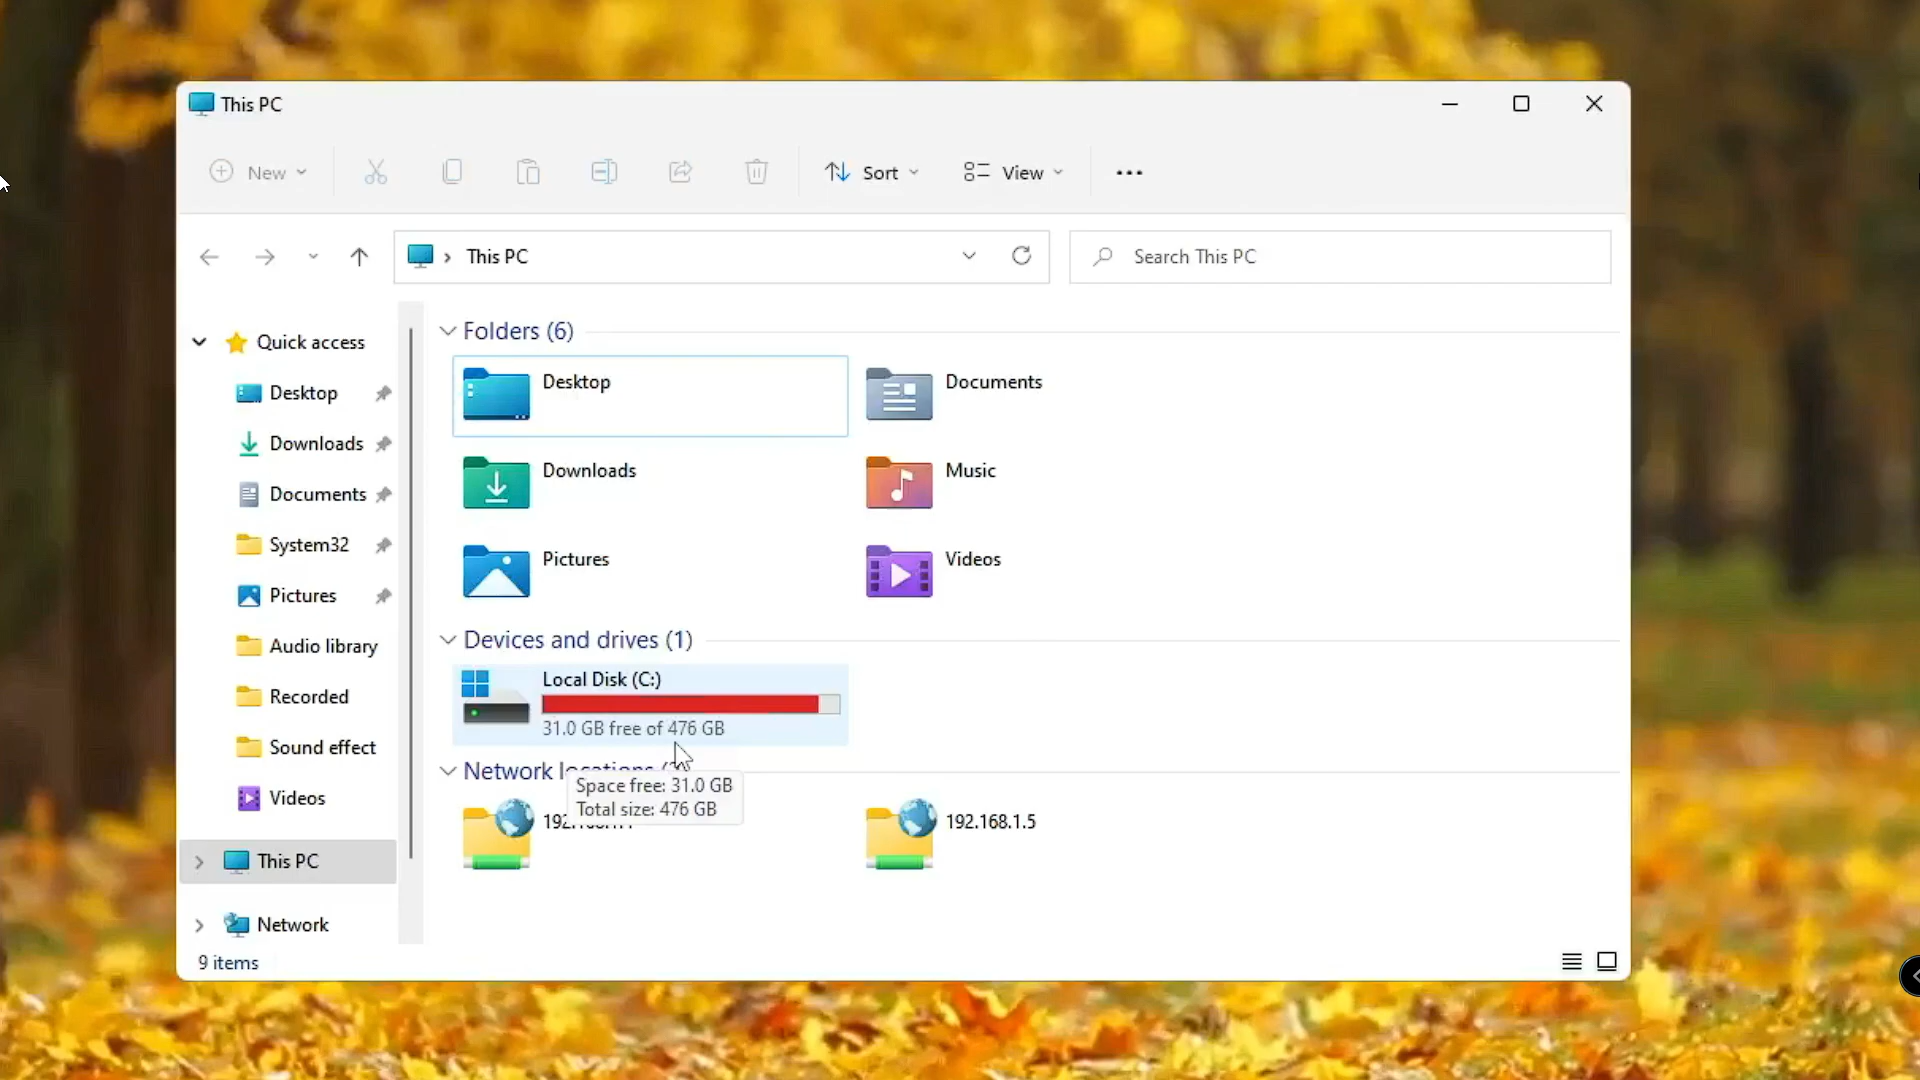 This PC
New
Sort
View
This PC
Search This PC
Quick access
Desktop
Downloads
Documents
System32
Pictures
Audio library
Recorded
Sound effect
Videos
This PC
Network
Folders (6)
Desktop
Documents
Downloads
Music
Pictures
Videos
Devices and drives (1)
Local Disk (C:)
31.0 GB free of 476 GB
Network
Space free: 31.0 GB
Total size: 476 GB
192.168.1.5
9 items